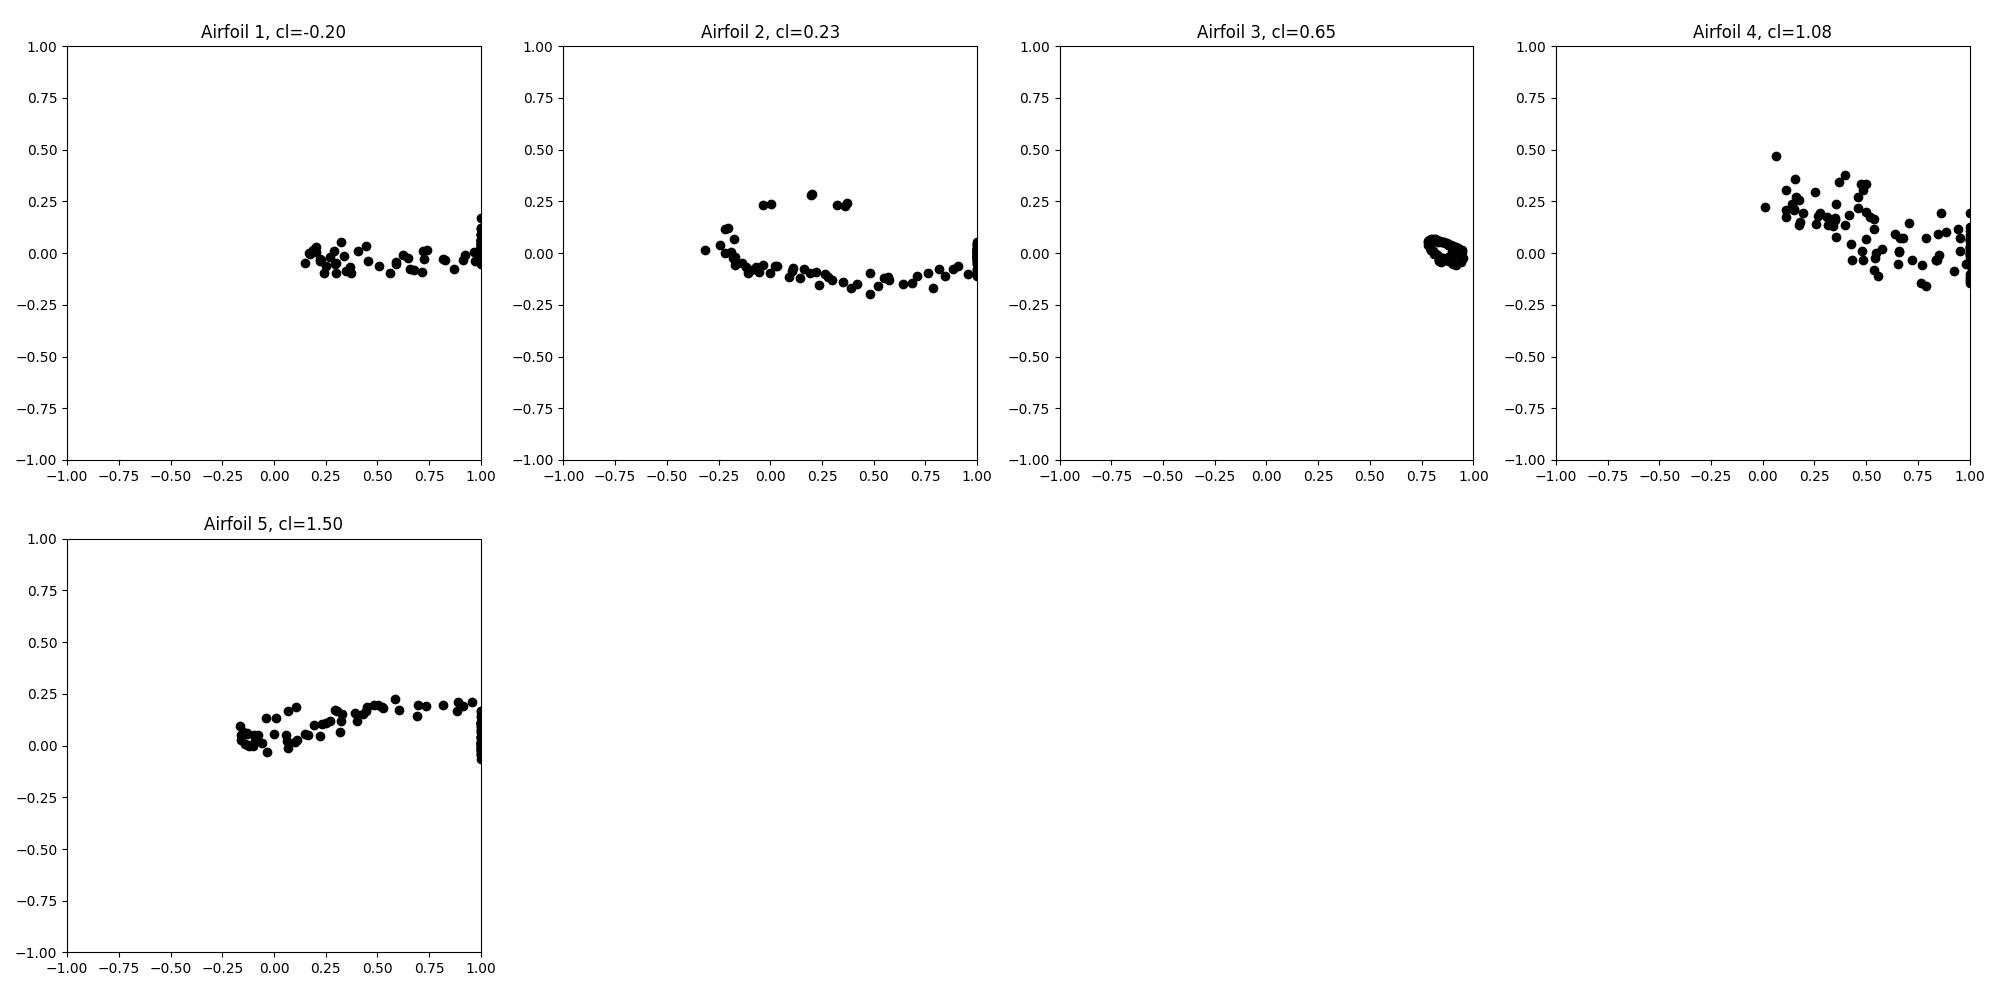 Airfoil 1, cl=-0.20
Airfoil 2, cl=0.23
Airfoil 3, cl=0.65
Airfoil 4, cl=1.08
1.00 1.00 1.00 1.00
0.75 0.75 0.75 0.75
0.50 0.50 0.50 0.50
0.25 0.25 0.25 0.25
0.00 0.00 0.00 0.00
−0.25 −0.25 −0.25 −0.25
−0.50 −0.50 −0.50 −0.50
−0.75 −0.75 −0.75 −0.75
−1.00 −1.00 −1.00 −1.00
−1.00 −0.75 −0.50 −0.25 0.00 0.25 0.50 0.75 1.00
−1.00 −0.75 −0.50 −0.25 0.00 0.25 0.50 0.75 1.00
−1.00 −0.75 −0.50 −0.25 0.00 0.25 0.50 0.75 1.00
−1.00 −0.75 −0.50 −0.25 0.00 0.25 0.50 0.75 1.00
Airfoil 5, cl=1.50
1.00
0.75
0.50
0.25
0.00
−0.25
−0.50
−0.75
−1.00
−1.00 −0.75 −0.50 −0.25 0.00 0.25 0.50 0.75 1.00